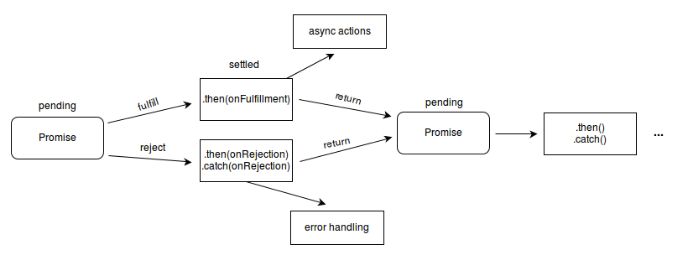 async actions
settled
pending
fulfill
.then(onFulfillment)
return
pending
Promise
reject
.then(onRejection)
.catch(onRejection)
return
Promise
.then()
.catch()
...
error handling